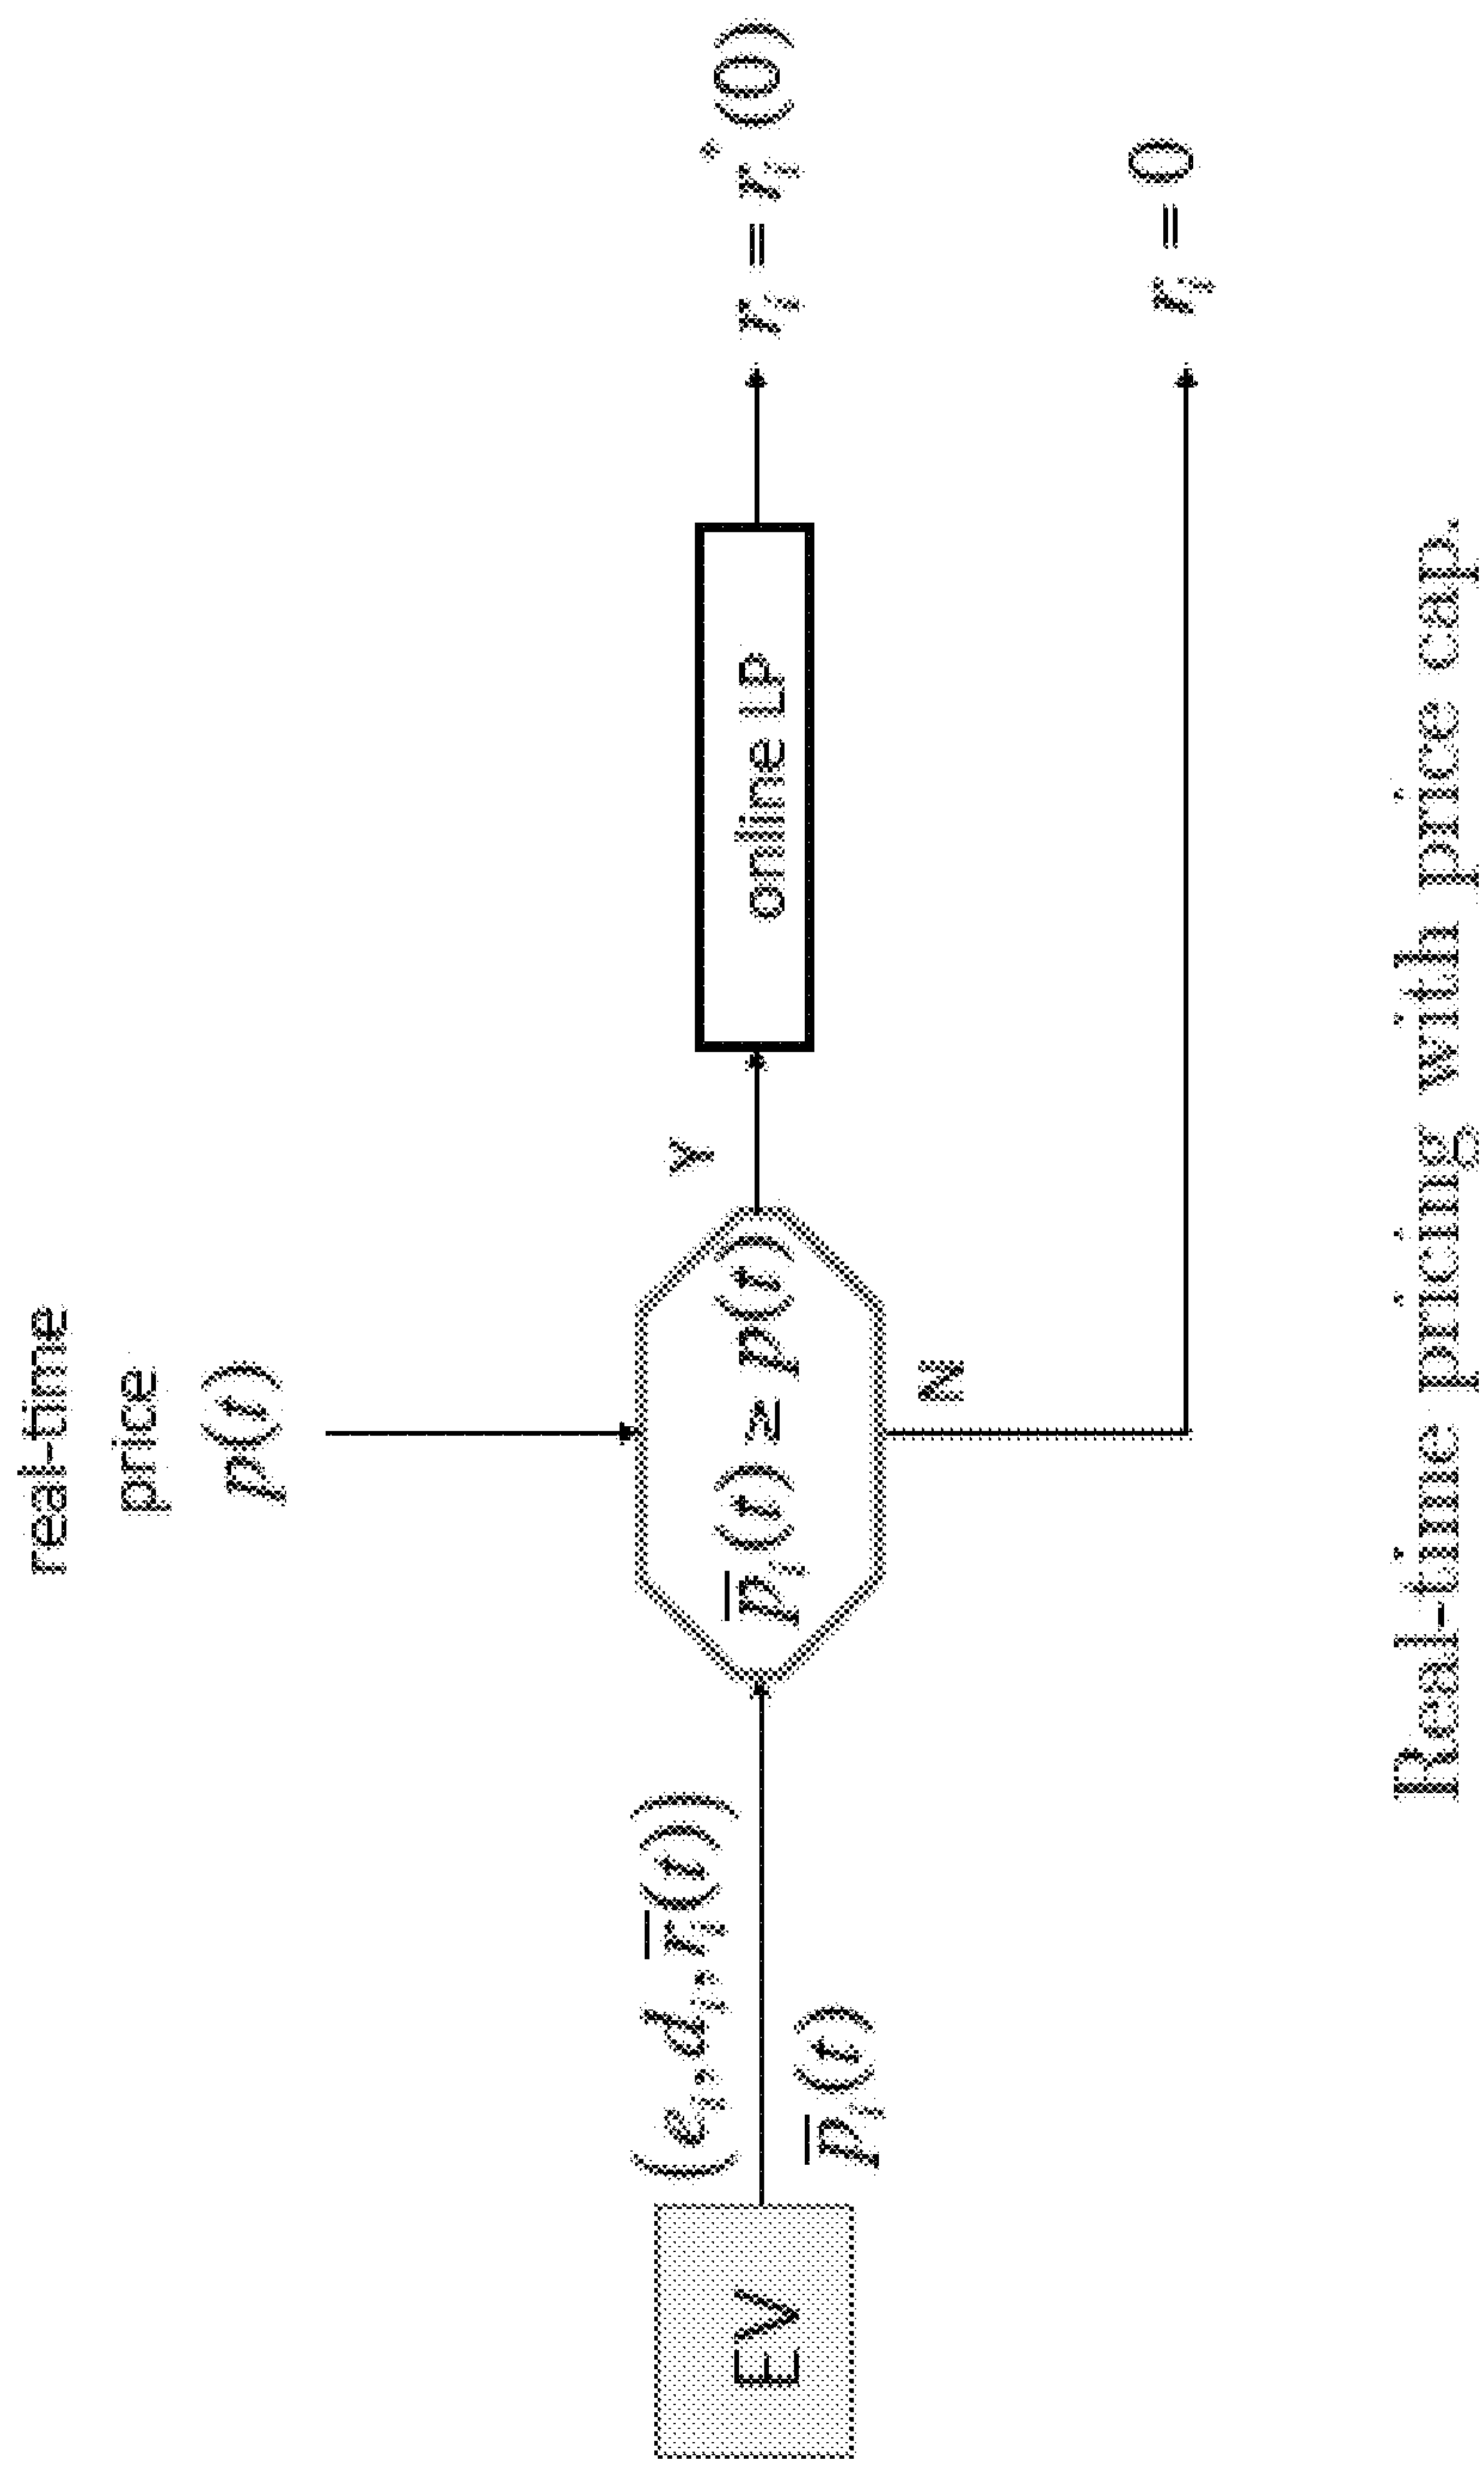 real-time
price
p(t)
EV
(e_i, d_i, r̅_i(t))
p̅_i(t)
p̅_i(t) ≥ p(t)
Y
online LP
r_i = r_i^*(0)
N
r_i = 0
Real-time pricing with price cap.